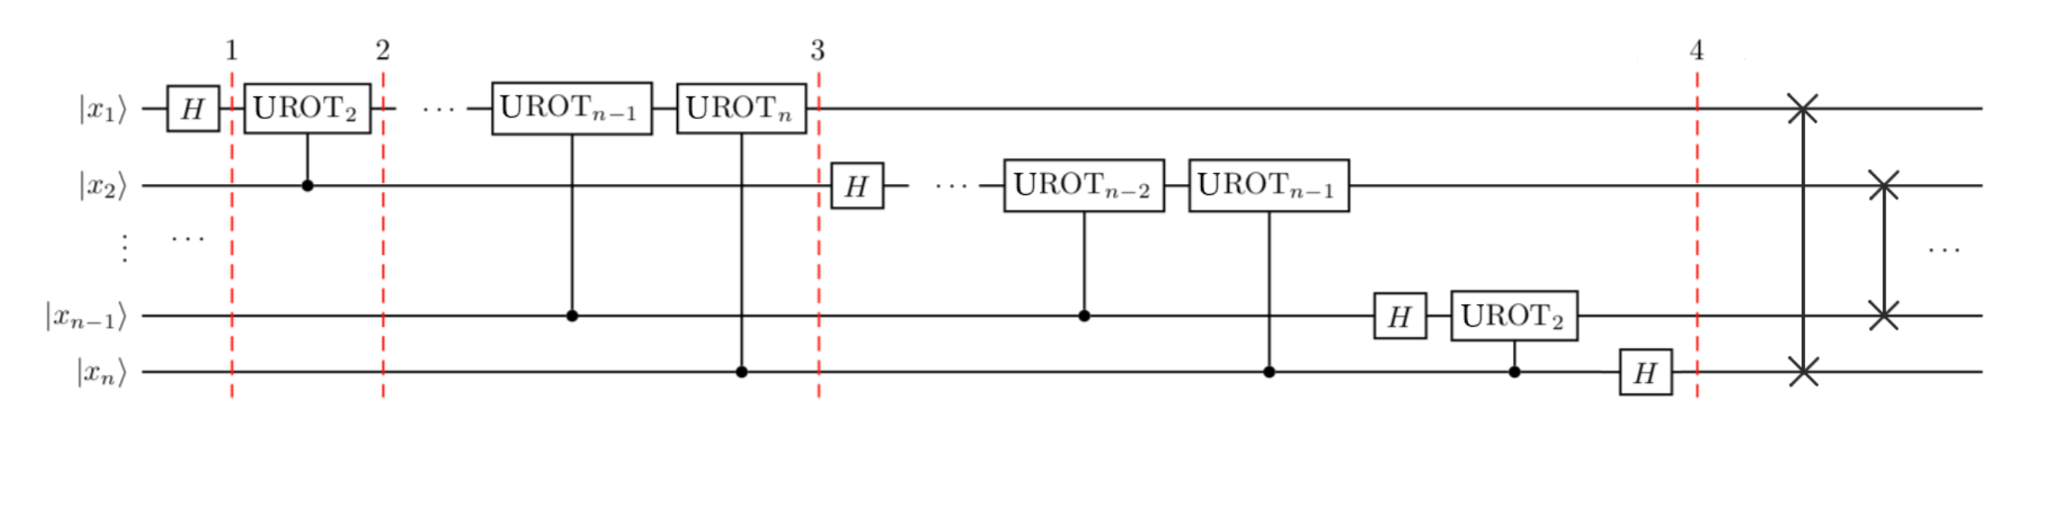 1 2 3 4
|x₁⟩ H UROT₂ ··· UROTₙ₋₁ UROTₙ
|x₂⟩ H ··· UROTₙ₋₂ UROTₙ₋₁
⋮ ··· ···
|xₙ₋₁⟩ H UROT₂
|xₙ⟩ H